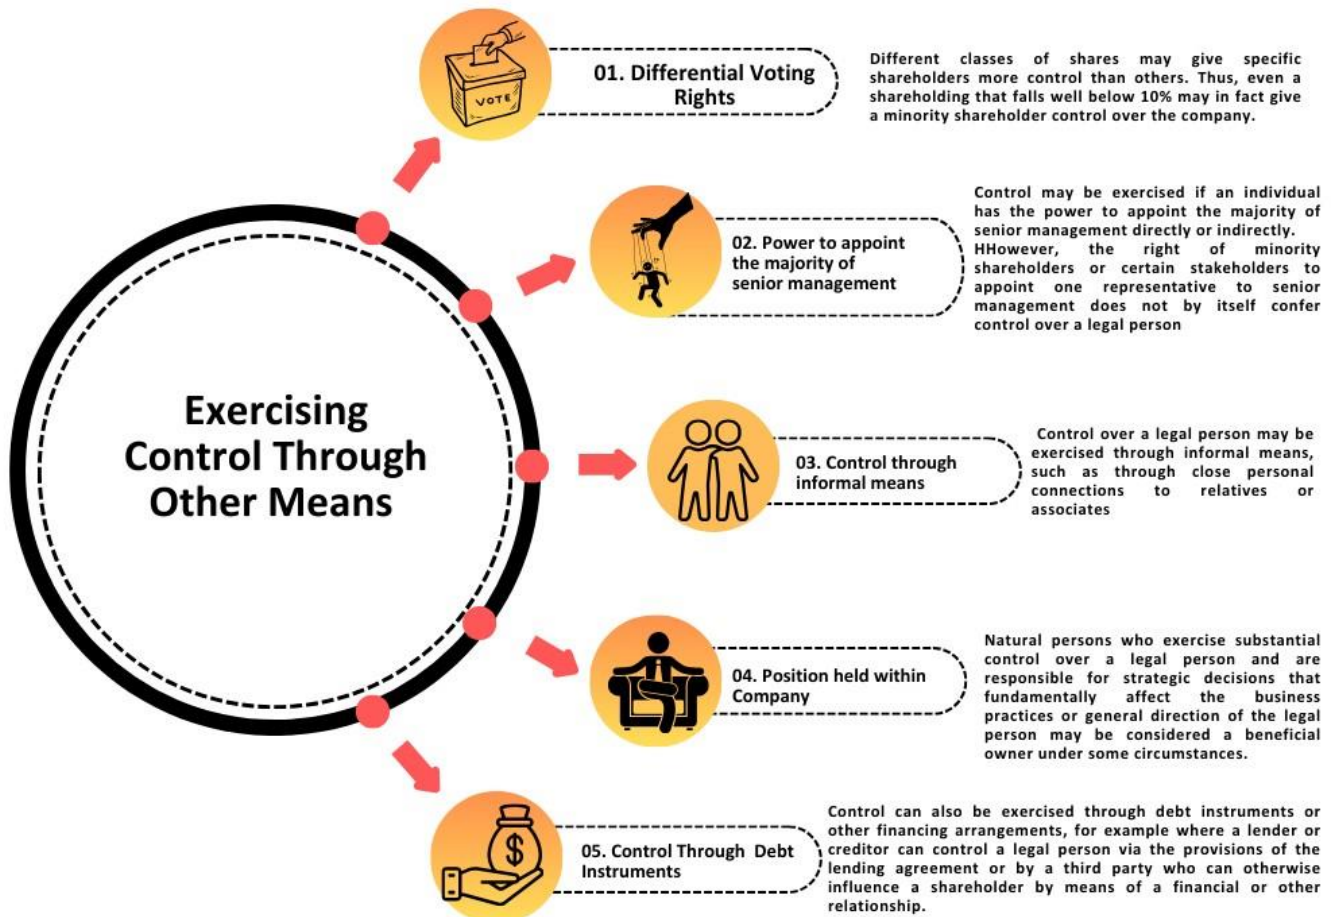 Exercising
Control Through
Other Means
VOTE
01. Differential Voting
Rights
Different classes of shares may give specific
shareholders more control than others. Thus, even a
shareholding that falls well below 10% may in fact give
a minority shareholder control over the company.
02. Power to appoint
the majority of
senior management
Control may be exercised if an individual
has the power to appoint the majority of
senior management directly or indirectly.
HHowever, the right of minority
shareholders or certain stakeholders to
appoint one representative to senior
management does not by itself confer
control over a legal person
03. Control through
informal means
Control over a legal person may be
exercised through informal means,
such as through close personal
connections to relatives or
associates
04. Position held within
Company
Natural persons who exercise substantial
control over a legal person and are
responsible for strategic decisions that
fundamentally affect the business
practices or general direction of the legal
person may be considered a beneficial
owner under some circumstances.
$
05. Control Through Debt
Instruments
Control can also be exercised through debt instruments or
other financing arrangements, for example where a lender or
creditor can control a legal person via the provisions of the
lending agreement or by a third party who can otherwise
influence a shareholder by means of a financial or other
relationship.